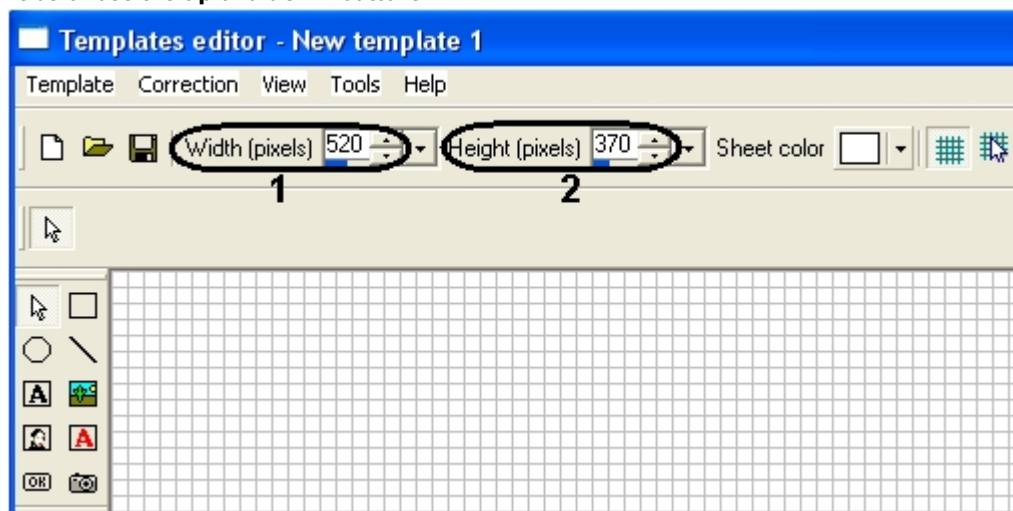 Templates editor - New template 1
Template Correction View Tools Help
Width (pixels) 520 Height (pixels) 370 Sheet color
1 2
A
A
OK